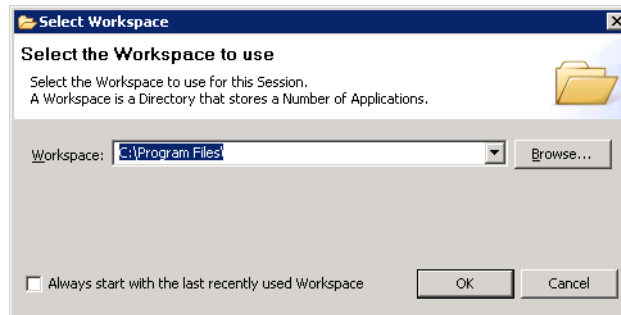 Select Workspace
Select the Workspace to use
Select the Workspace to use for this Session.
A Workspace is a Directory that stores a Number of Applications.
Workspace: C:\Program Files\ Browse...
Always start with the last recently used Workspace OK Cancel